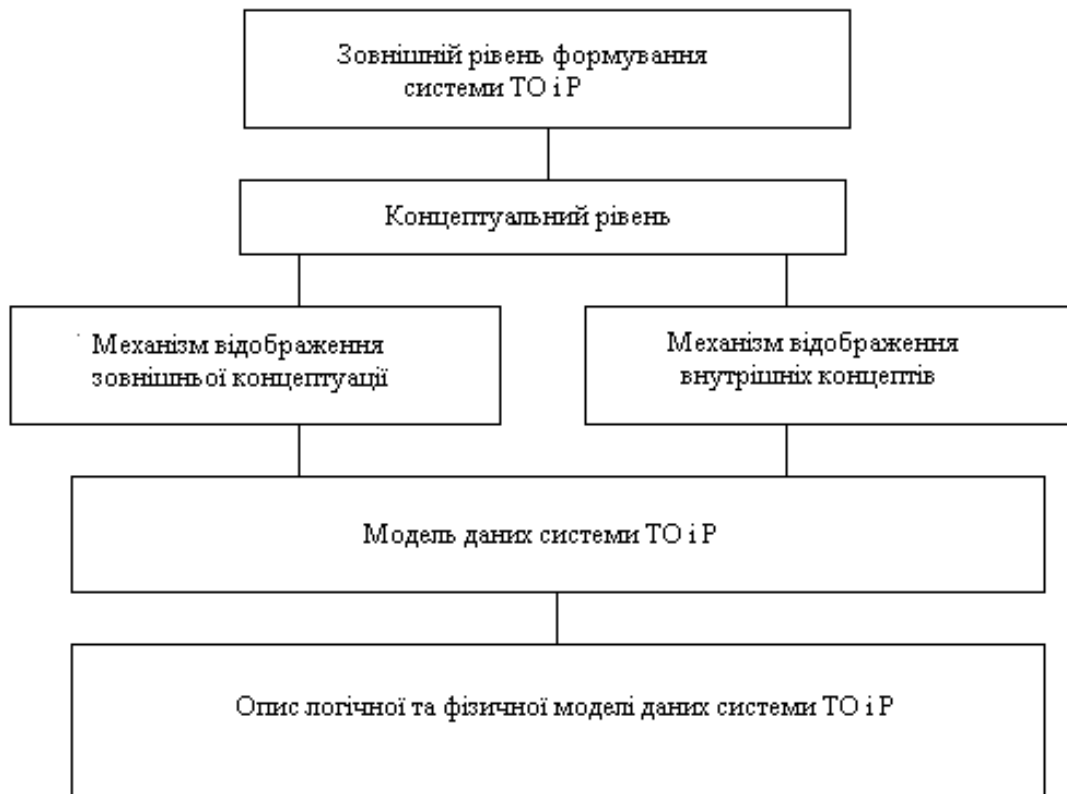 Зовнішній рівень формування
системи ТО і Р
Концептуальний рівень
Механізм відображення
зовнішньої концептуації
Механізм відображення
внутрішніх концептів
Модель даних системи ТО і Р
Опис логічної та фізичної моделі даних системи ТО і Р